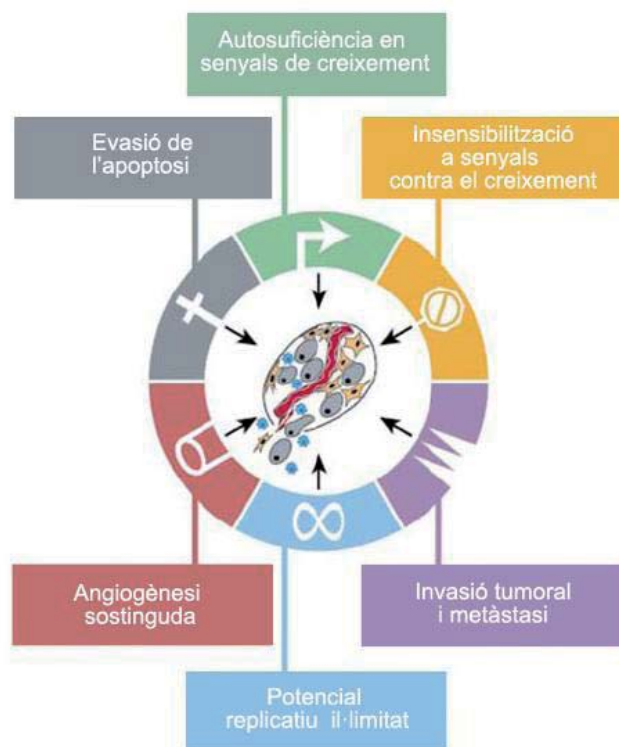 Autosuficiència en
senyals de creixement
Evasió de
l'apoptosi
Insensibilització
a senyals
contra el creixement
Angiogènesi
sostinguda
Invasió tumoral
i metàstasi
Potencial
replicatiu il·limitat